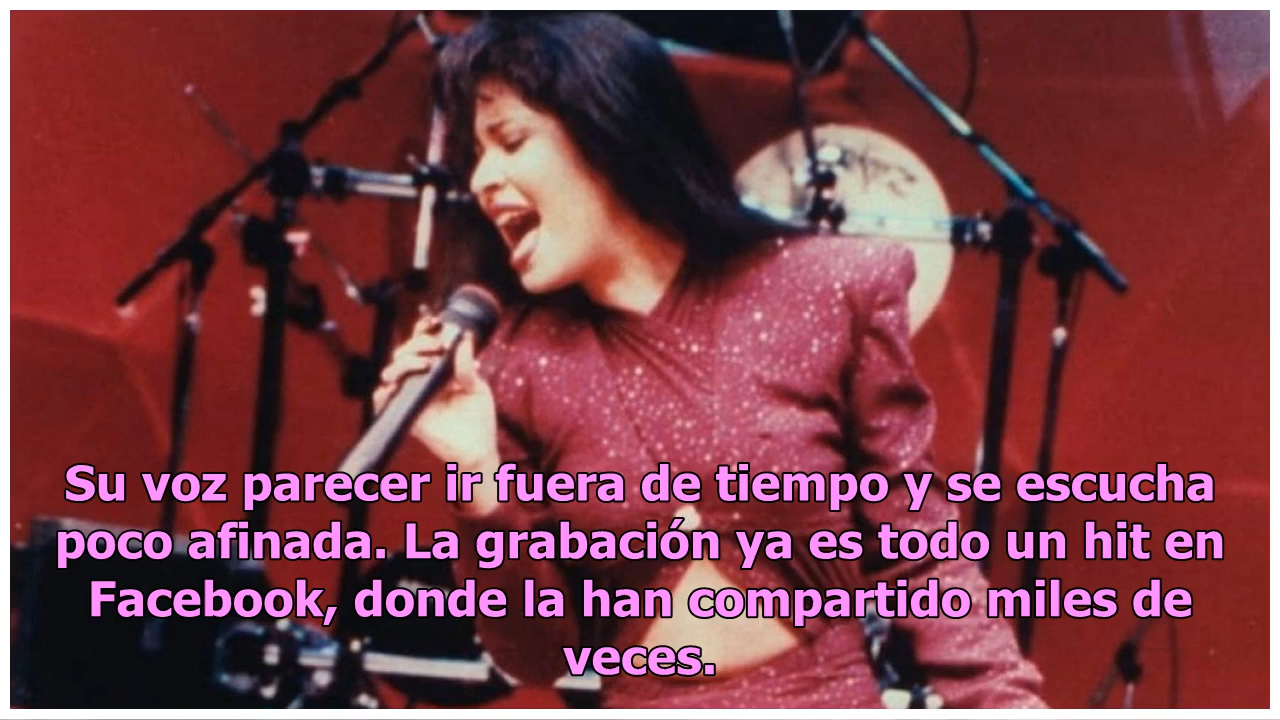 Su voz parecer ir fuera de tiempo y se escucha
poco afinada. La grabación ya es todo un hit en
Facebook, donde la han compartido miles de
veces.